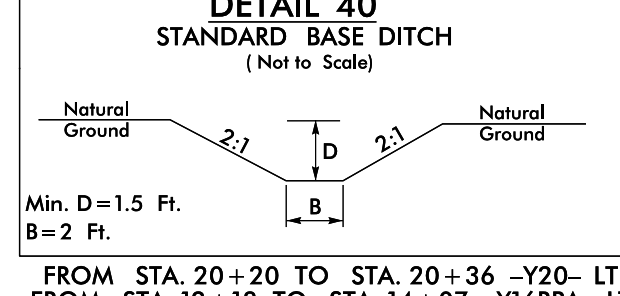 DETAIL 40
STANDARD BASE DITCH
( Not to Scale)
Natural
Ground
2:1
D
2:1
Natural
Ground
B
Min. D=1.5 Ft.
B=2 Ft.
FROM STA. 20+20 TO STA. 20+36 -Y20- LT